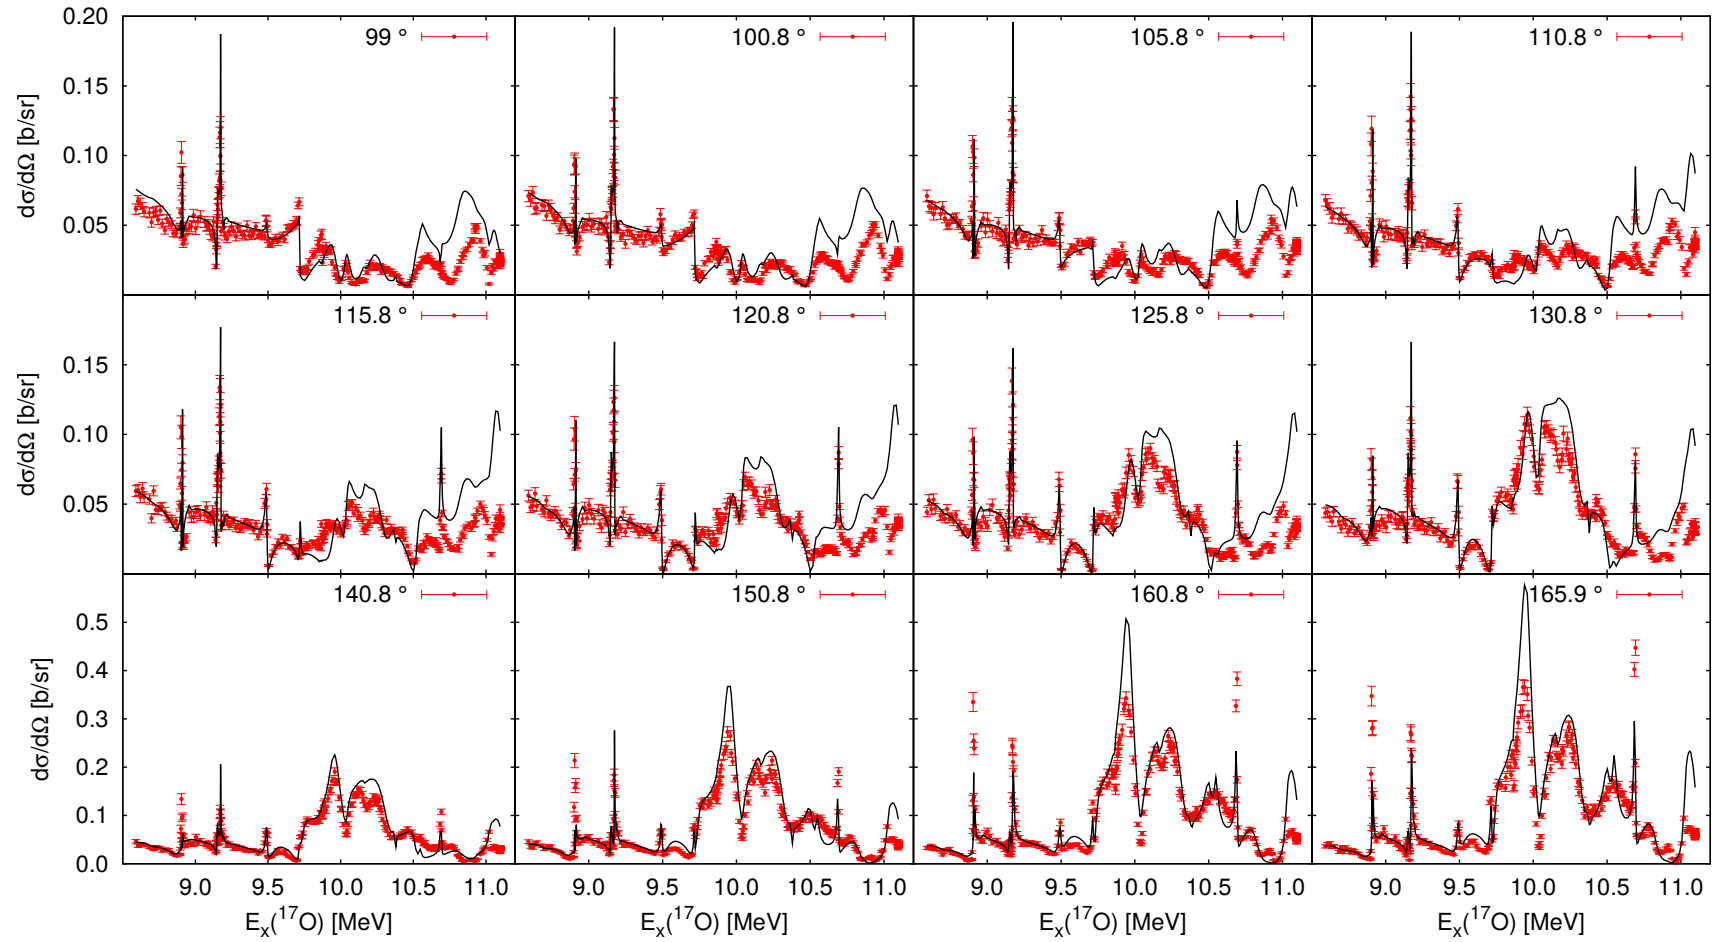 0.20 99 ° 100.8 ° 105.8 ° 110.8 °
0.15
0.10
0.05
dσ/dΩ [b/sr]
115.8 ° 120.8 ° 125.8 ° 130.8 °
0.15
0.10
0.05
dσ/dΩ [b/sr]
140.8 ° 150.8 ° 160.8 ° 165.9 °
0.5
0.4
0.3
0.2
0.1
0.0
dσ/dΩ [b/sr]
9.0 9.5 10.0 10.5 11.0 9.0 9.5 10.0 10.5 11.0 9.0 9.5 10.0 10.5 11.0 9.0 9.5 10.0 10.5 11.0
Eₓ(¹⁷O) [MeV] Eₓ(¹⁷O) [MeV] Eₓ(¹⁷O) [MeV] Eₓ(¹⁷O) [MeV]